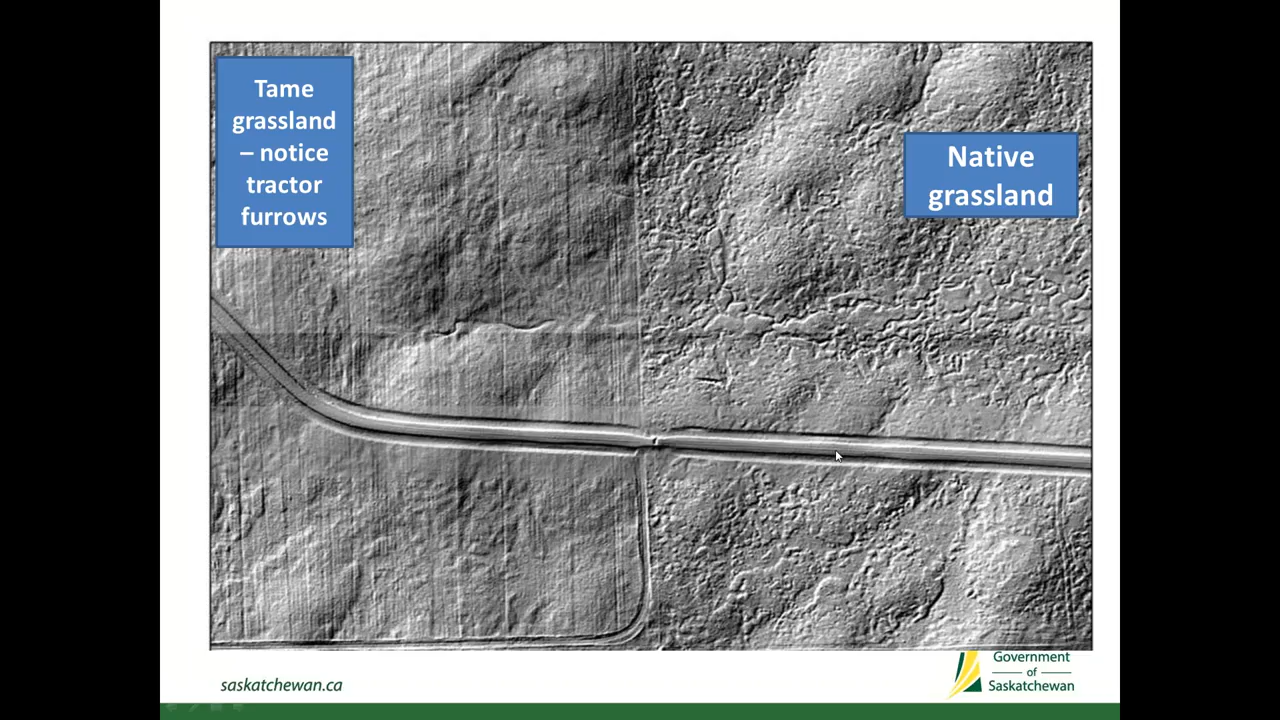 Tame
grassland
– notice
tractor
furrows
Native
grassland
saskatchewan.ca
Government
of
Saskatchewan